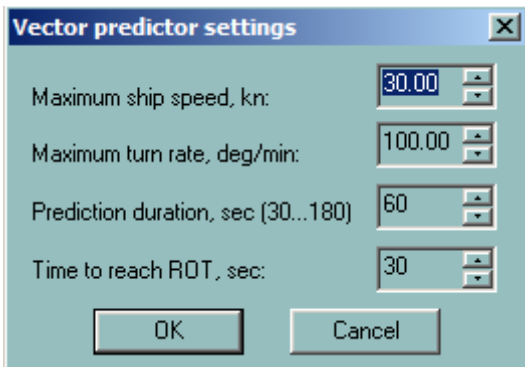 Vector predictor settings
Maximum ship speed, kn: 30.00
Maximum turn rate, deg/min: 100.00
Prediction duration, sec (30...180) 60
Time to reach ROT, sec: 30
OK Cancel